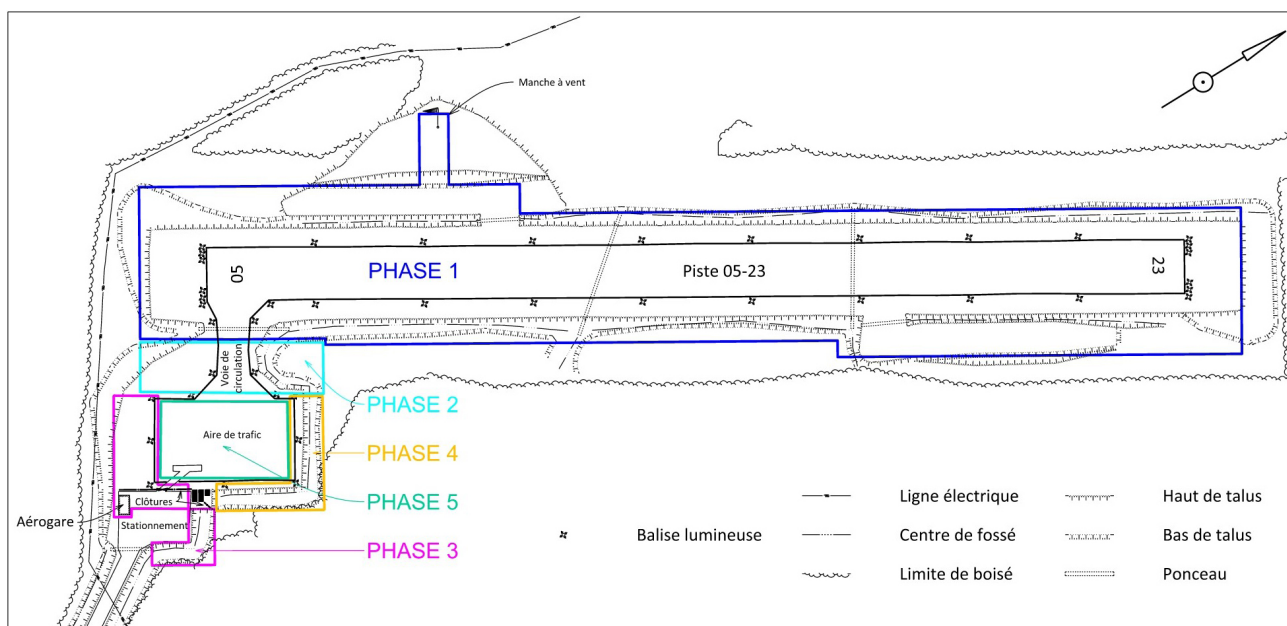 Manche à vent
05
PHASE 1
Piste 05-23
23
Voie de
circulation
PHASE 2
Aire de trafic
PHASE 4
PHASE 5
Clôtures
Aérogare
Stationnement
PHASE 3
Balise lumineuse
Ligne électrique
Centre de fossé
Limite de boisé
Haut de talus
Bas de talus
Ponceau